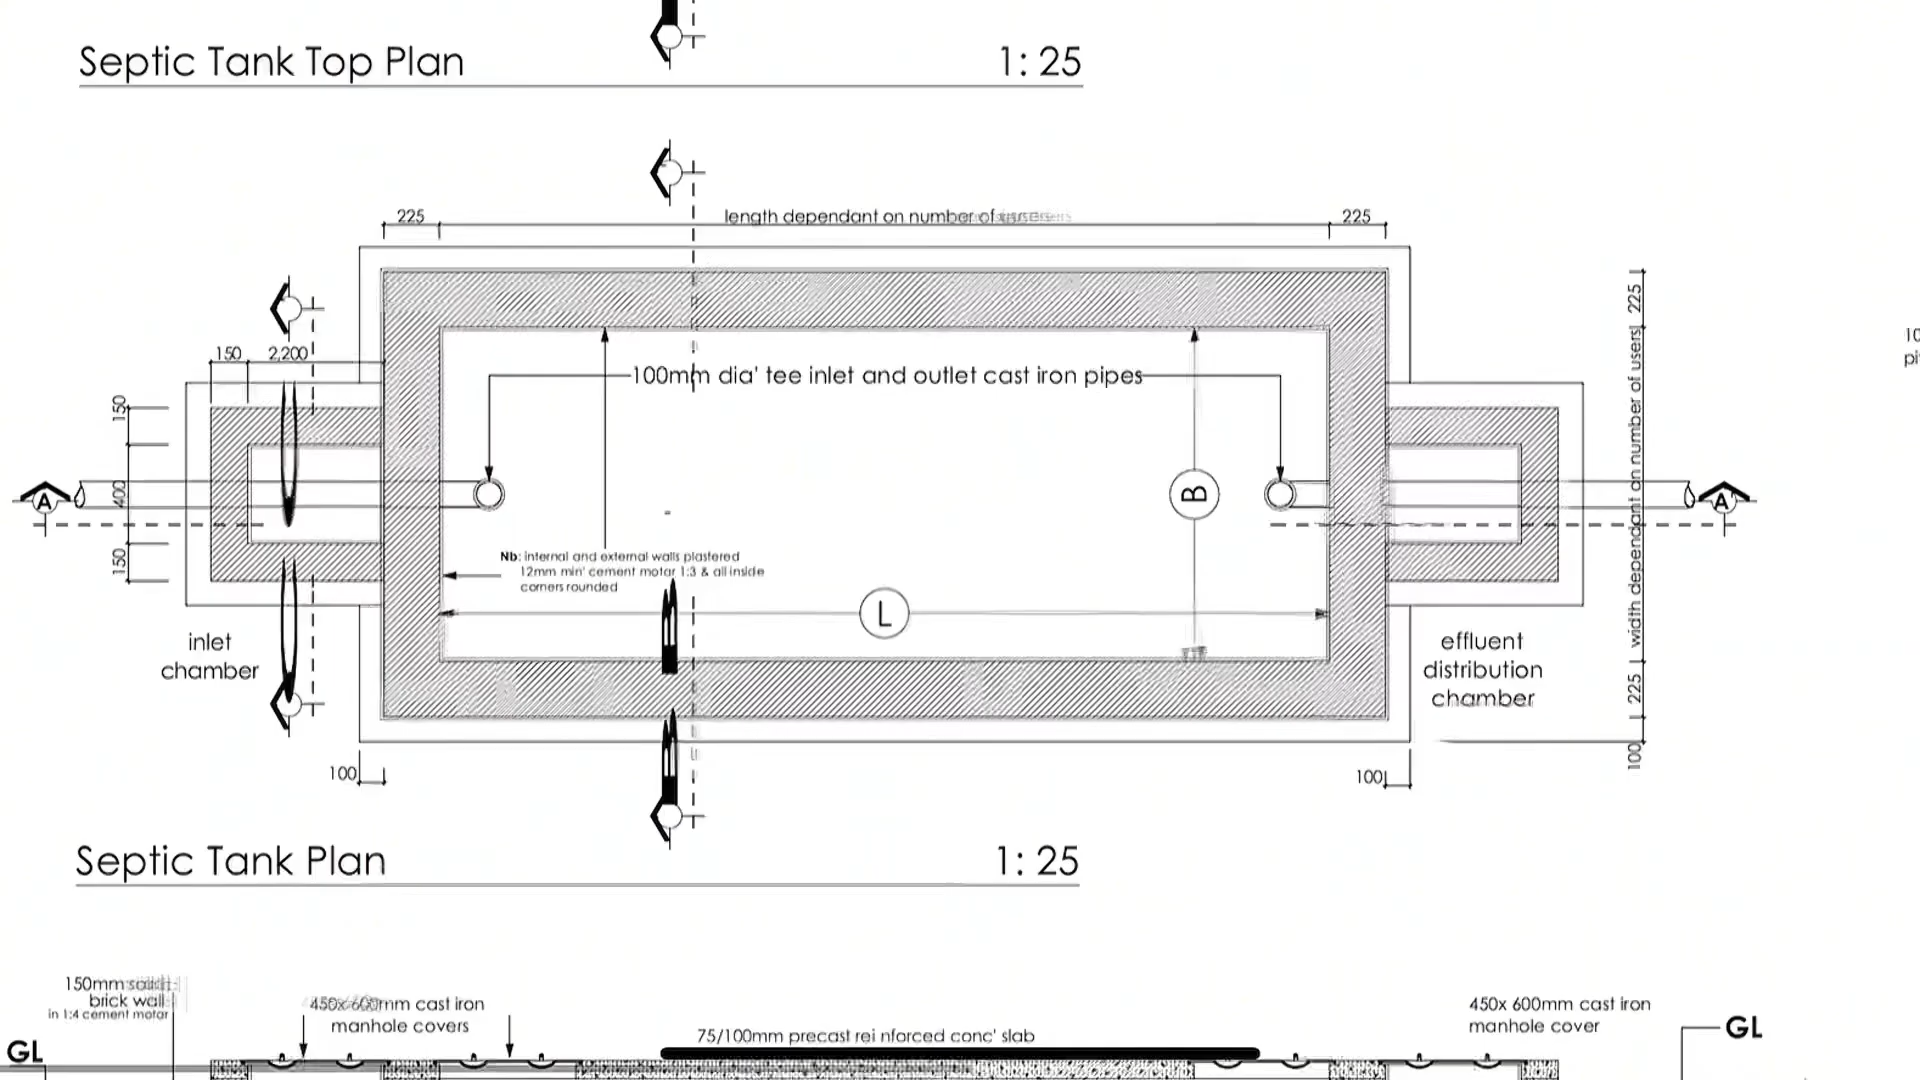 Septic Tank Top Plan 1: 25
225
length dependant on number of
225
225
150
2,200
100mm dia' tee inlet and outlet cast iron pipes
150
400
150
A
A
B
width dependant on number of users
Nb: internal and external walls plastered
12mm min' cement motar 1:3 & all inside
corners rounded
L
inlet
chamber
effluent
distribution
chamber
225
100
100
100
Septic Tank Plan 1: 25
150mm
brick wall
in 1:4 cement motar
450x 600mm cast iron
manhole covers
75/100mm precast rei nforced conc' slab
450x 600mm cast iron
manhole cover
GL
GL
10